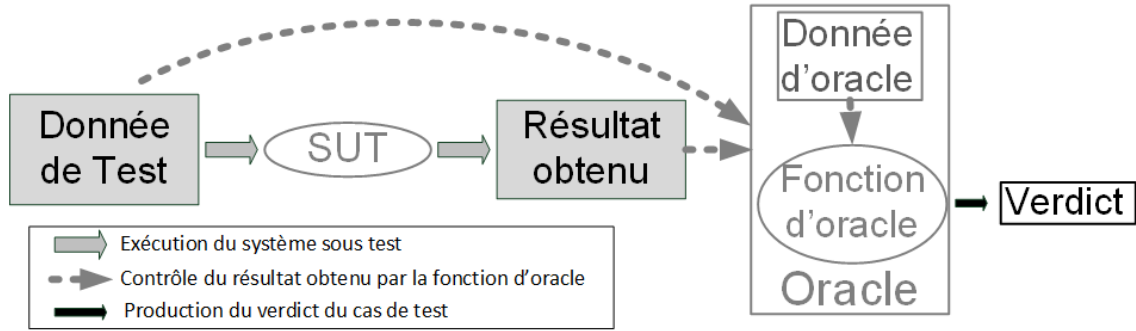 Donnée
de Test
SUT
Résultat
obtenu
Donnée
d'oracle
Fonction
d'oracle
Oracle
Verdict
Exécution du système sous test
Contrôle du résultat obtenu par la fonction d'oracle
Production du verdict du cas de test